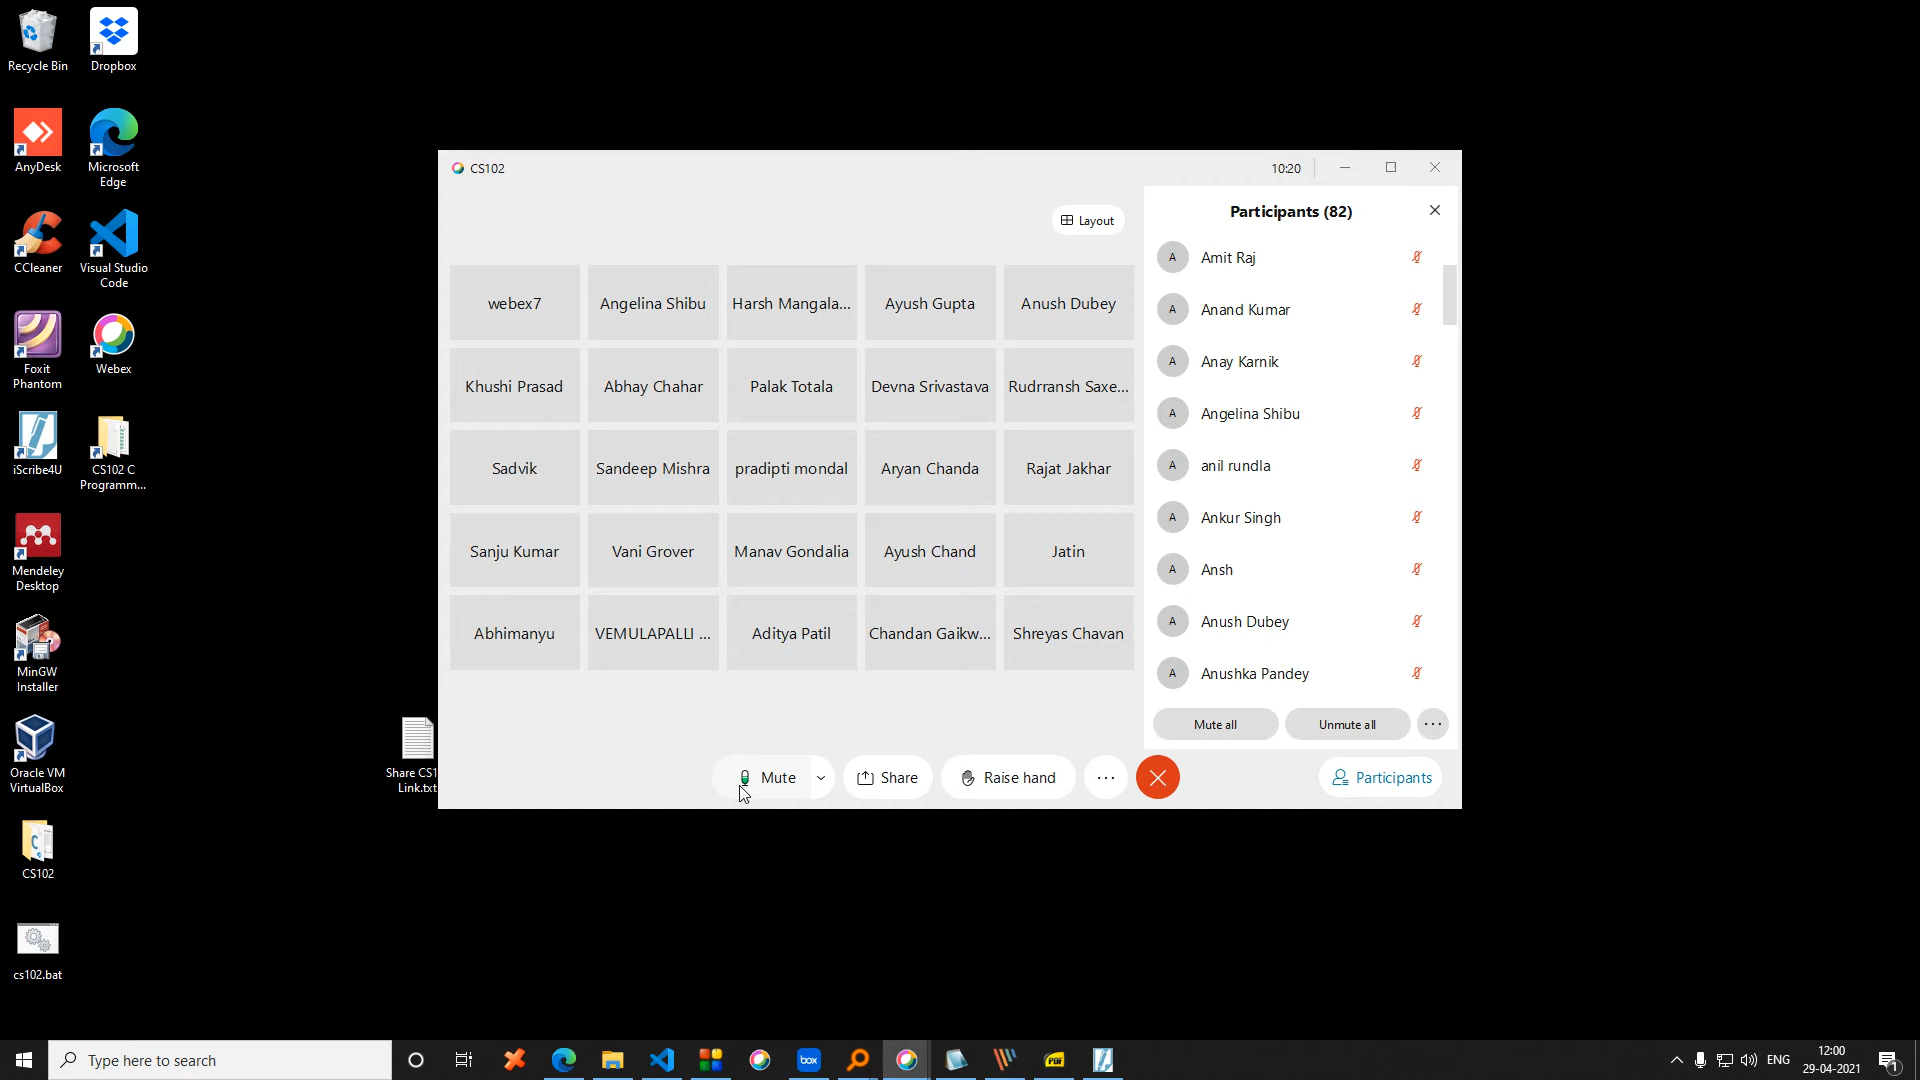 Recycle Bin
Dropbox
AnyDesk
Microsoft
Edge
CCleaner
Visual Studio
Code
Foxit
Phantom
Webex
iScribe4U
CS102 C
Programm...
Mendeley
Desktop
MinGW
Installer
Oracle VM
VirtualBox
CS102
cs102.bat
Share CS1
Link.txt
CS102
10:20
Layout
webex7
Angelina Shibu
Harsh Mangala...
Ayush Gupta
Anush Dubey
Khushi Prasad
Abhay Chahar
Palak Totala
Devna Srivastava
Rudrransh Saxe...
Sadvik
Sandeep Mishra
pradipti mondal
Aryan Chanda
Rajat Jakhar
Sanju Kumar
Vani Grover
Manav Gondalia
Ayush Chand
Jatin
Abhimanyu
VEMULAPALLI ...
Aditya Patil
Chandan Gaikw...
Shreyas Chavan
Participants (82)
A Amit Raj
A Anand Kumar
A Anay Karnik
A Angelina Shibu
A anil rundla
A Ankur Singh
A Ansh
A Anush Dubey
A Anushka Pandey
Mute all
Unmute all
Mute
Share
Raise hand
Participants
Type here to search
box
PDF
ENG
12:00
29-04-2021
1